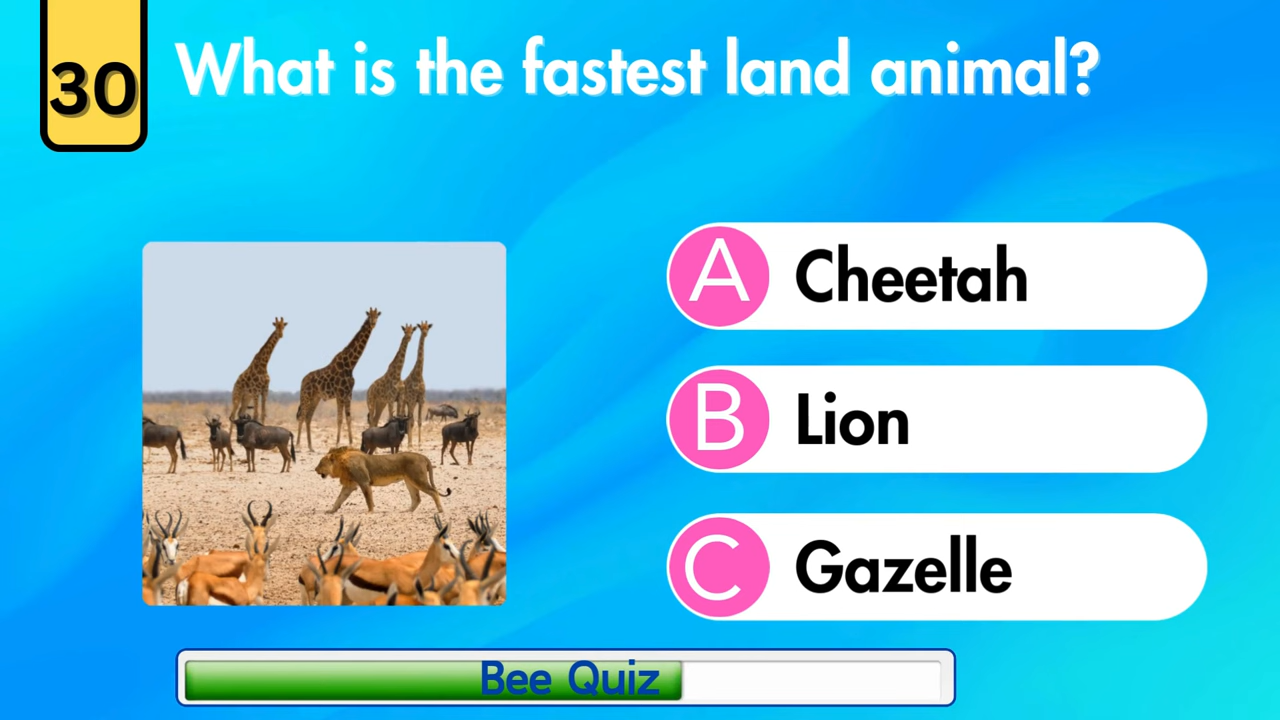 30
What is the fastest land animal?
A Cheetah
B Lion
C Gazelle
Bee Quiz